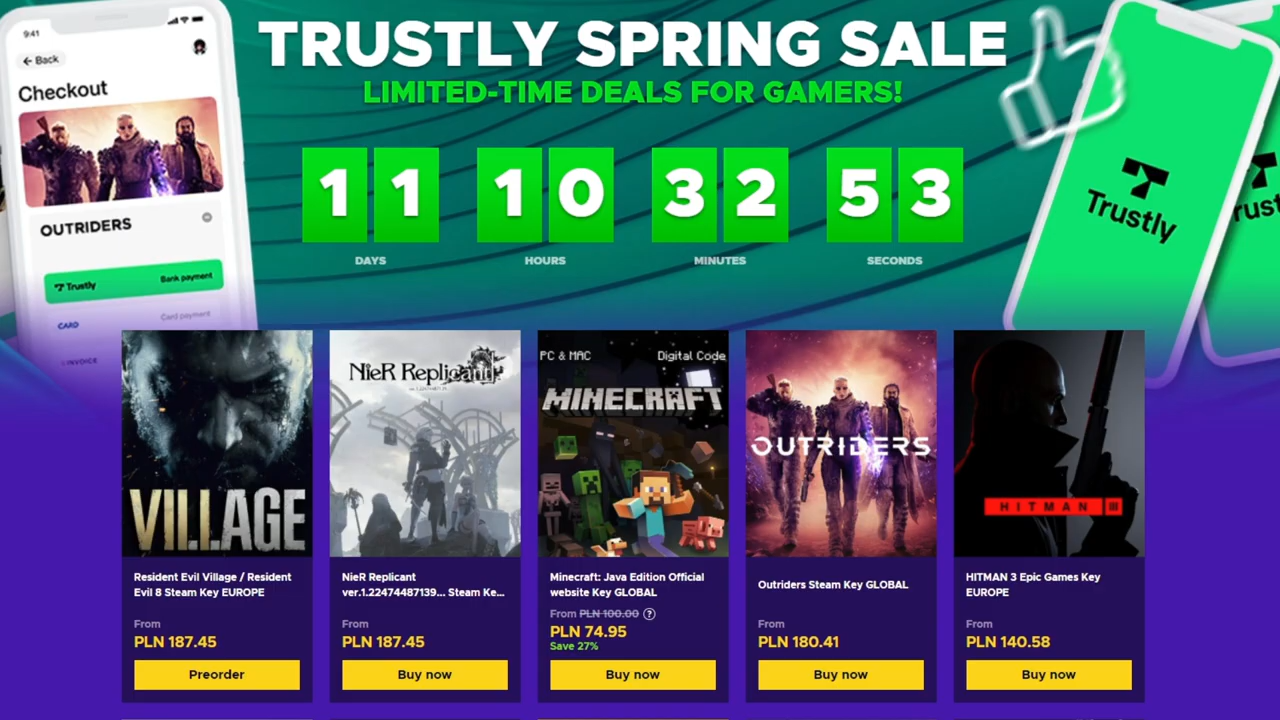 9:41
← Back
Checkout
OUTRIDERS
Trustly Bank payment
CARD Card payment
INVOICE
TRUSTLY SPRING SALE
LIMITED-TIME DEALS FOR GAMERS!
11 10 32 53
DAYS HOURS MINUTES SECONDS
Trustly
VILLAGE
NieR Replicant
PC & MAC Digital Code
MINECRAFT
OUTRIDERS
HITMAN III
Resident Evil Village / Resident
Evil 8 Steam Key EUROPE
From
PLN 187.45
Preorder
NieR Replicant
ver.1.22474487139... Steam Ke...
From
PLN 187.45
Buy now
Minecraft: Java Edition Official
website Key GLOBAL
From PLN 100.00 ?
PLN 74.95
Save 27%
Buy now
Outriders Steam Key GLOBAL
From
PLN 180.41
Buy now
HITMAN 3 Epic Games Key
EUROPE
From
PLN 140.58
Buy now